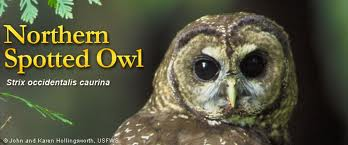 Northern
Spotted Owl
Strix occidentalis caurina
© John and Karen Hollingsworth, USFWS